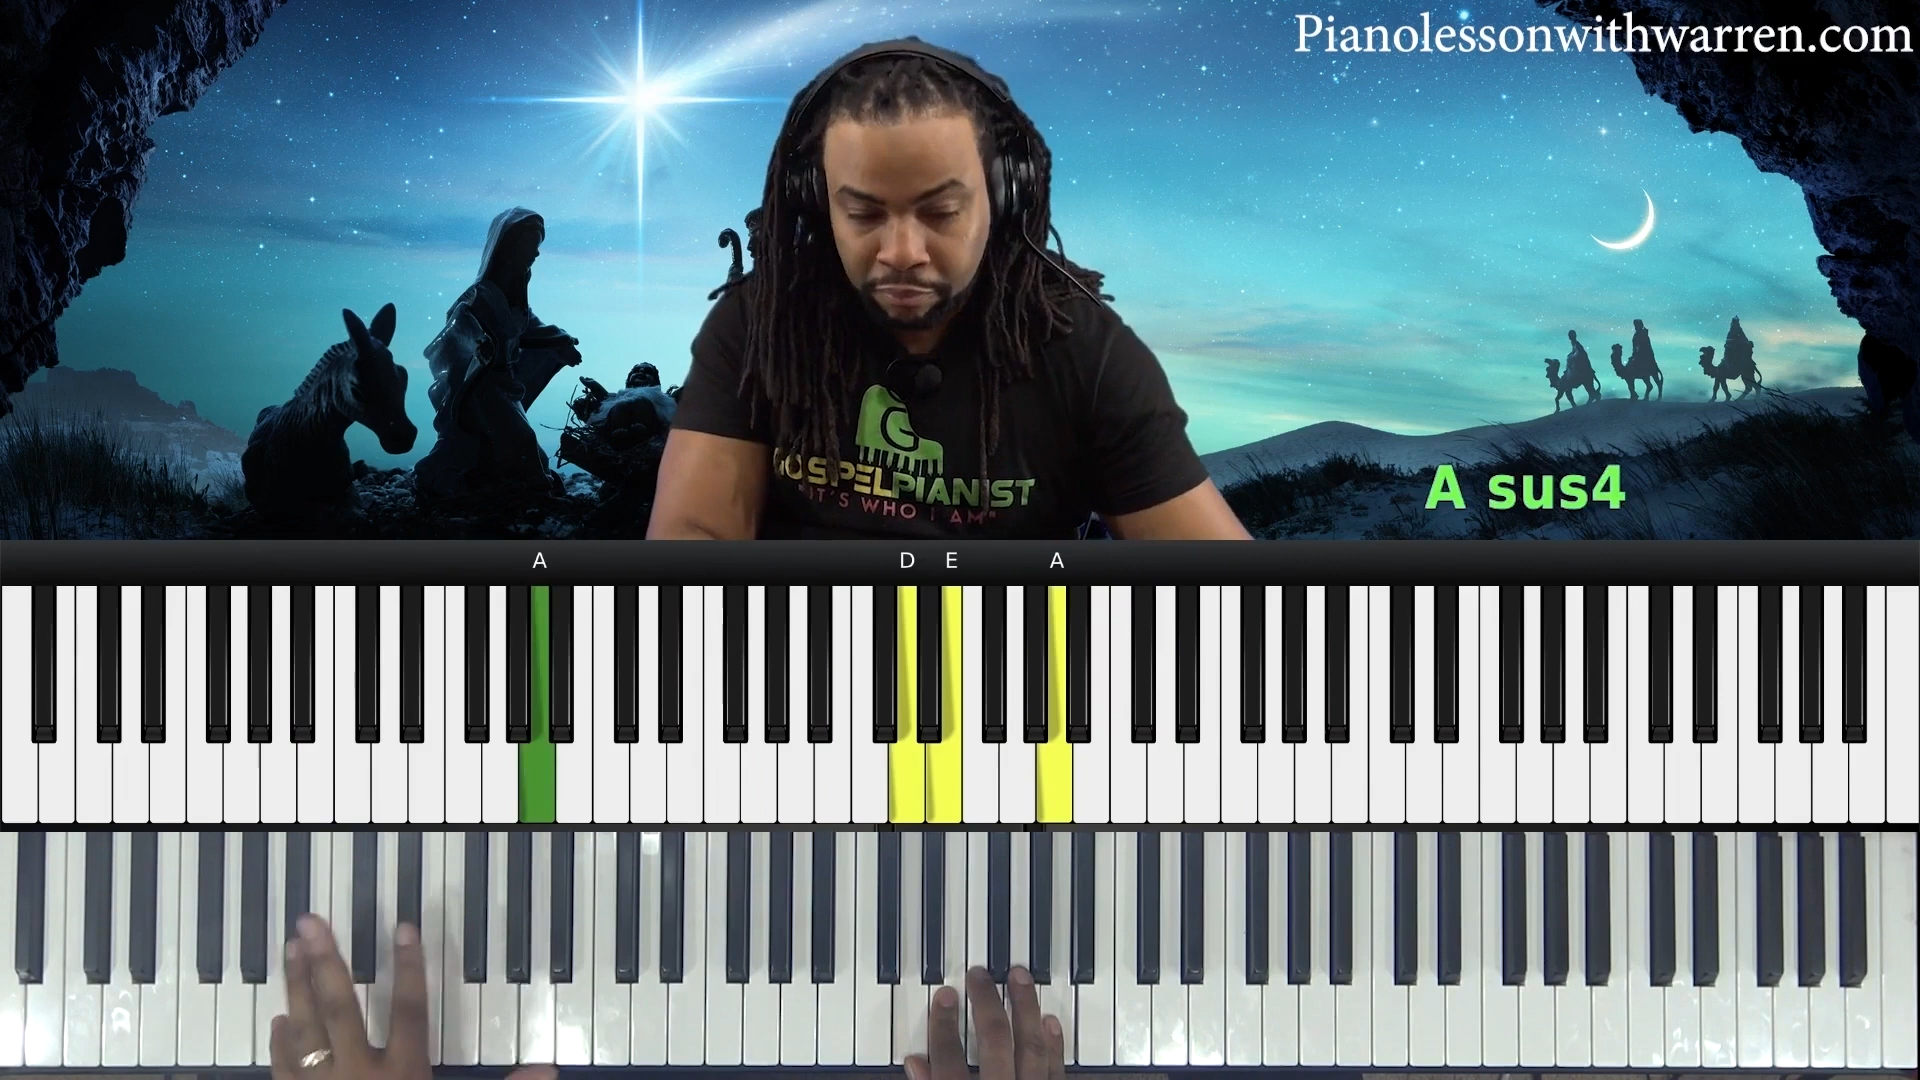 Pianolessonwithwarren.com
G
GOSPELPIANIST
"IT'S WHO I AM"
A sus4
A D E A